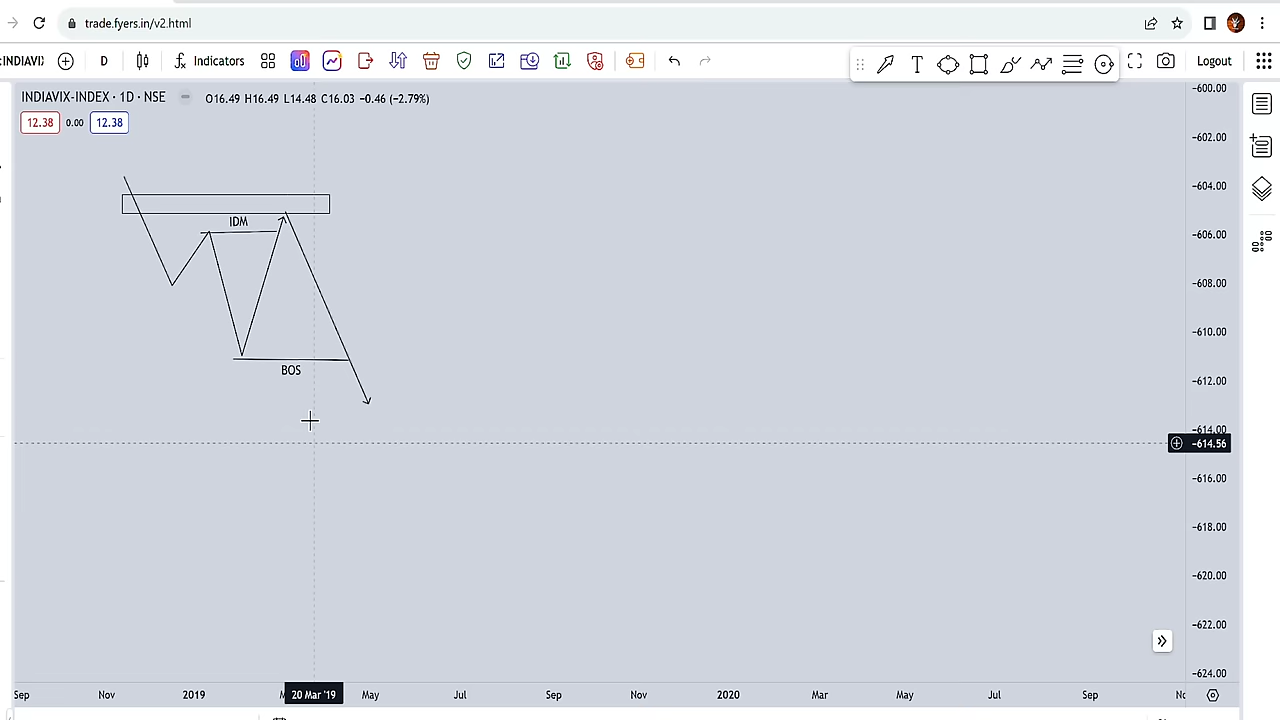 trade.fyers.in/v2.html
:INDIAVI)
D
Indicators
Logout
INDIAVIX-INDEX · 1D · NSE
O16.49 H16.49 L14.48 C16.03 −0.46 (−2.79%)
12.38 0.00 12.38
IDM
BOS
−600.00
−602.00
−604.00
−606.00
−608.00
−610.00
−612.00
−614.00
−614.56
−616.00
−618.00
−620.00
−622.00
−624.00
Sep Nov 2019 20 Mar '19 May Jul Sep Nov 2020 Mar May Jul Sep